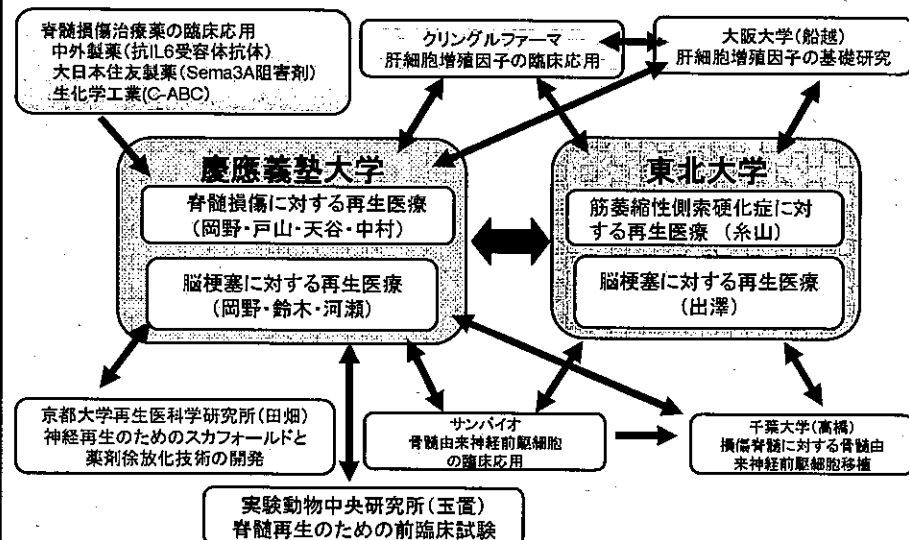 脊髄損傷治療薬の臨床応用
中外製薬(抗IL6受容体抗体)
大日本住友製薬(Sema3A阻害剤)
生化学工業(C-ABC)
クリングルファーマ
肝細胞増殖因子の臨床応用
大阪大学(船越)
肝細胞増殖因子の基礎研究
慶應義塾大学
脊髄損傷に対する再生医療
(岡野・戸山・天谷・中村)
脳梗塞に対する再生医療
(岡野・鈴木・河瀬)
東北大学
筋萎縮性側索硬化症に対
する再生医療 (糸山)
脳梗塞に対する再生医療
(出澤)
京都大学再生医科学研究所(田畑)
神経再生のためのスカフォールドと
薬剤徐放化技術の開発
サンバイオ
骨髄由来神経前駆細胞
の臨床応用
千葉大学(高橋)
損傷脊髄に対する骨髄由
来神経前駆細胞移植
実験動物中央研究所(玉置)
脊髄再生のための前臨床試験